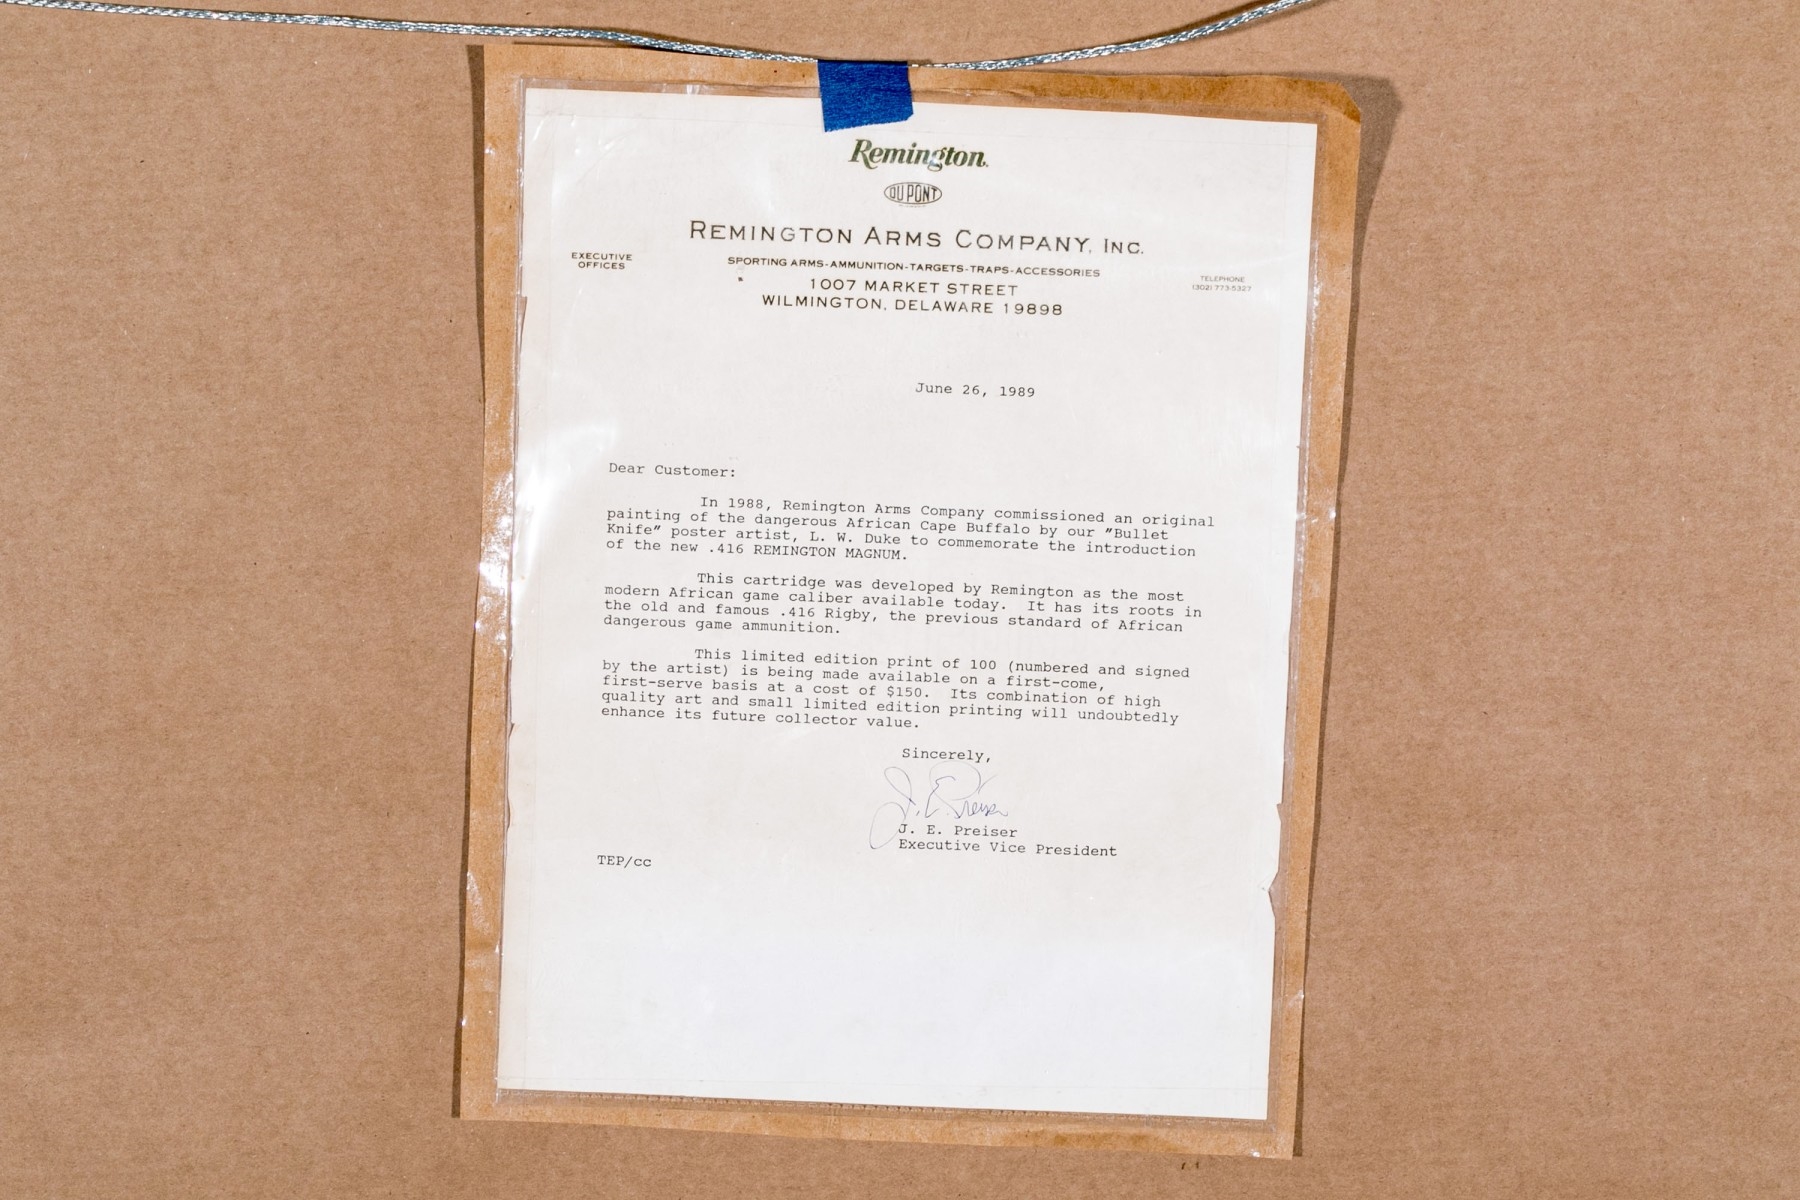 Remington.
DU PONT
REMINGTON ARMS COMPANY, INC.
EXECUTIVE
OFFICES
SPORTING ARMS-AMMUNITION-TARGETS-TRAPS-ACCESSORIES
1007 MARKET STREET
WILMINGTON, DELAWARE 19898
TELEPHONE
(302) 773-5327
June 26, 1989
Dear Customer:
In 1988, Remington Arms Company commissioned an original
painting of the dangerous African Cape Buffalo by our "Bullet
Knife" poster artist, L. W. Duke to commemorate the introduction
of the new .416 REMINGTON MAGNUM.
This cartridge was developed by Remington as the most
modern African game caliber available today. It has its roots in
the old and famous .416 Rigby, the previous standard of African
dangerous game ammunition.
This limited edition print of 100 (numbered and signed
by the artist) is being made available on a first-come,
first-serve basis at a cost of $150. Its combination of high
quality art and small limited edition printing will undoubtedly
enhance its future collector value.
Sincerely,
J. E. Preiser
J. E. Preiser
Executive Vice President
TEP/cc